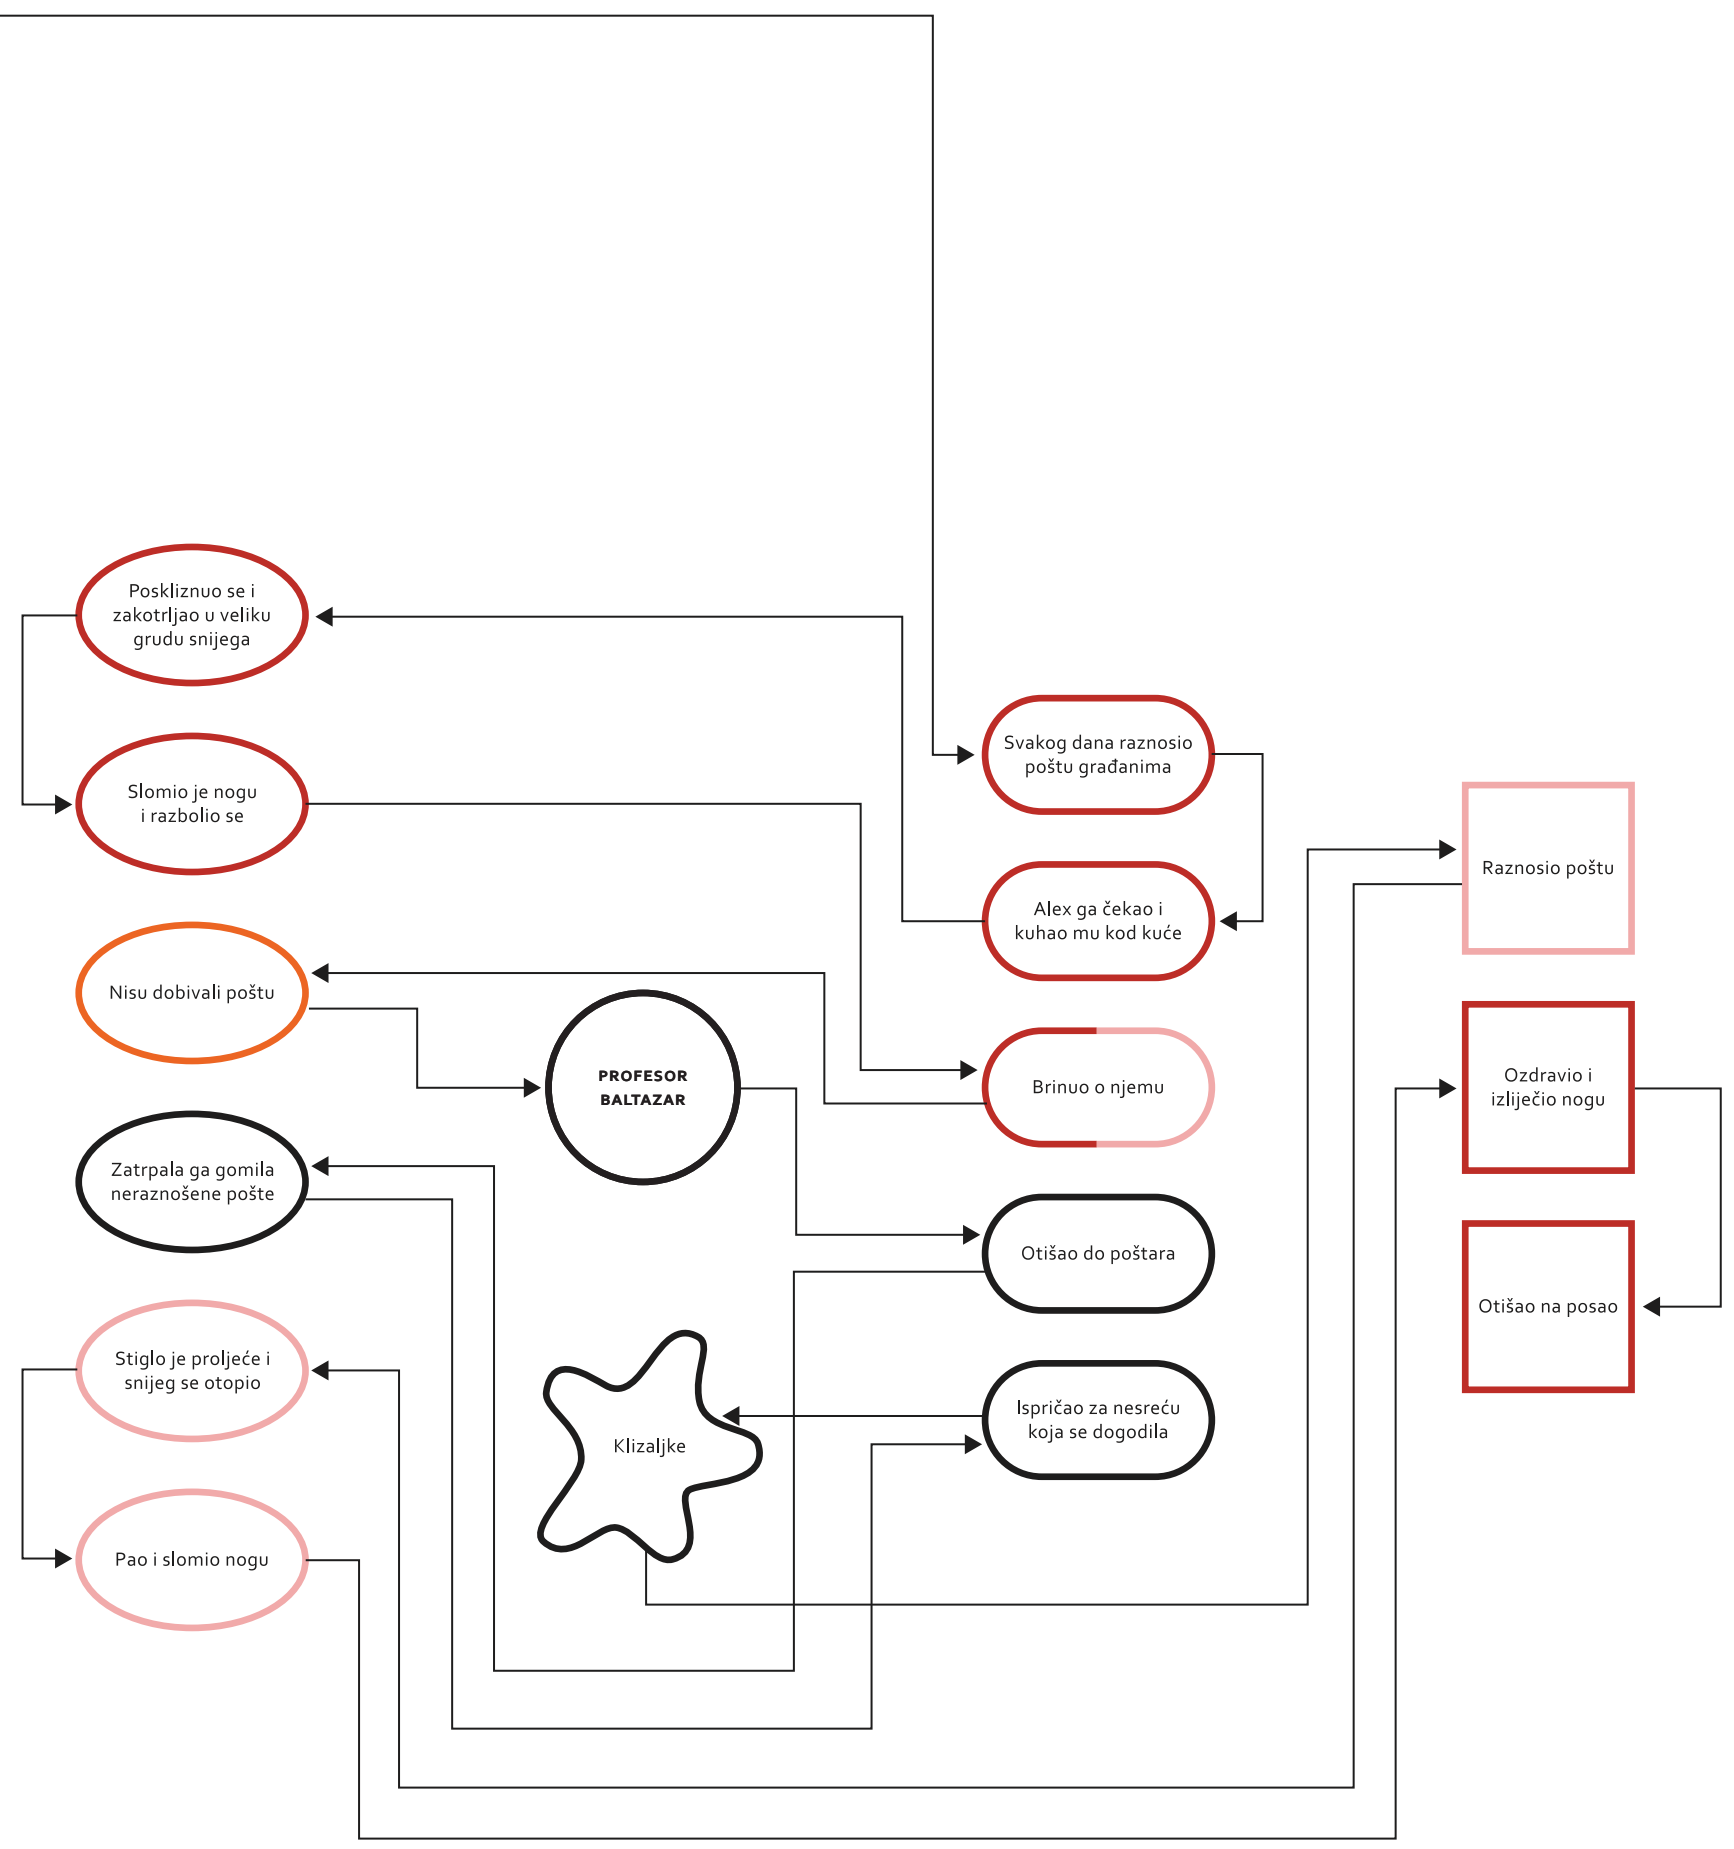 Poskliznuo se i
zakotrljao u veliku
grudu snijega
Slomio je nogu
i razbolio se
Nisu dobivali poštu
Zatrpala ga gomila
neraznošene pošte
Stiglo je proljeće i
snijeg se otopio
Pao i slomio nogu
PROFESOR
BALTAZAR
Klizaljke
Svakog dana raznosio
poštu građanima
Alex ga čekao i
kuhao mu kod kuće
Brinuo o njemu
Otišao do poštara
Ispričao za nesreću
koja se dogodila
Raznosio poštu
Ozdravio i
izliječio nogu
Otišao na posao